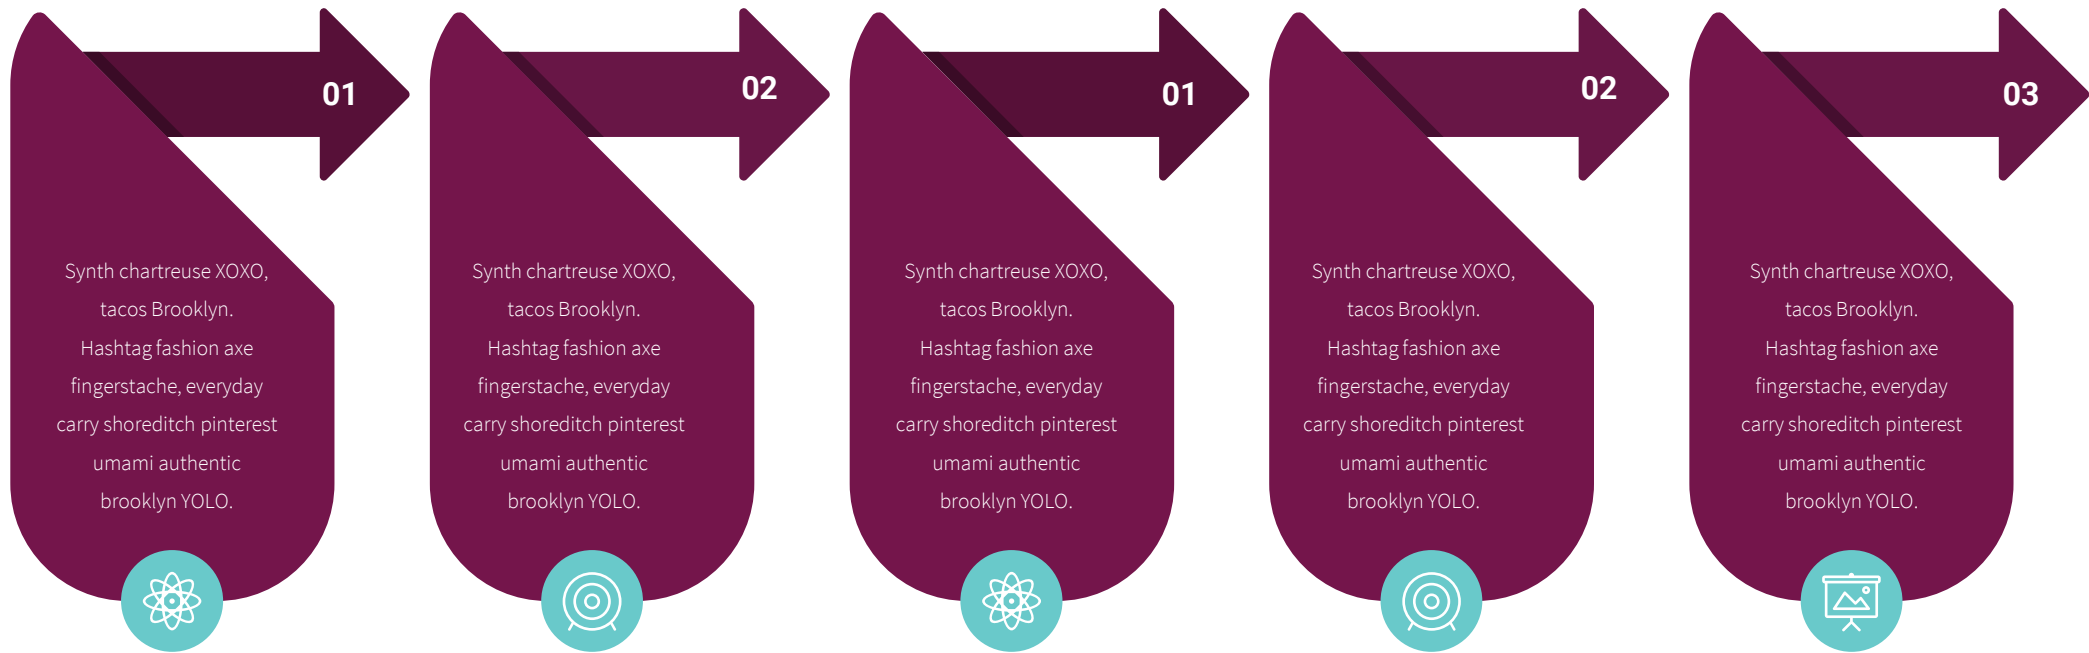 01
Synth chartreuse XOXO,
tacos Brooklyn.
Hashtag fashion axe
fingerstache, everyday
carry shoreditch pinterest
umami authentic
brooklyn YOLO.
02
Synth chartreuse XOXO,
tacos Brooklyn.
Hashtag fashion axe
fingerstache, everyday
carry shoreditch pinterest
umami authentic
brooklyn YOLO.
01
Synth chartreuse XOXO,
tacos Brooklyn.
Hashtag fashion axe
fingerstache, everyday
carry shoreditch pinterest
umami authentic
brooklyn YOLO.
02
Synth chartreuse XOXO,
tacos Brooklyn.
Hashtag fashion axe
fingerstache, everyday
carry shoreditch pinterest
umami authentic
brooklyn YOLO.
03
Synth chartreuse XOXO,
tacos Brooklyn.
Hashtag fashion axe
fingerstache, everyday
carry shoreditch pinterest
umami authentic
brooklyn YOLO.